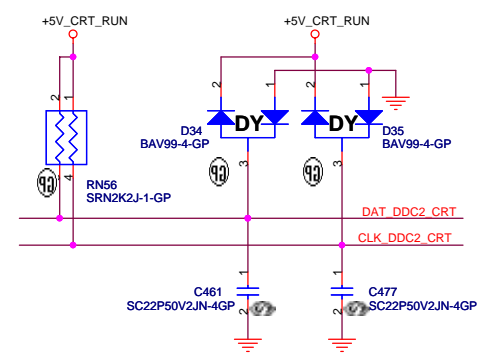 +5V_CRT_RUN
+5V_CRT_RUN
2
1
2
1
2
1
DY
DY
D34
BAV99-4-GP
D35
BAV99-4-GP
3
3
4
RN56
SRN2K2J-1-GP
DAT_DDC2_CRT
CLK_DDC2_CRT
1
1
C461
SC22P50V2JN-4GP
C477
SC22P50V2JN-4GP
2
2